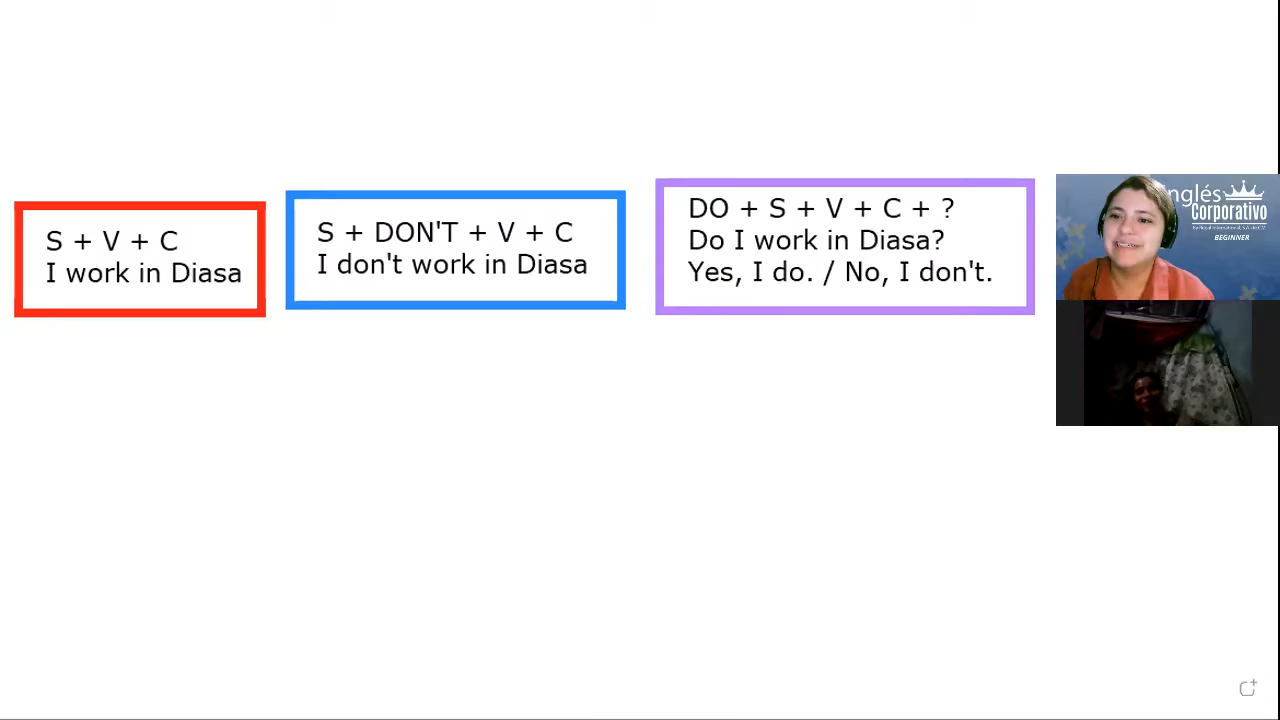 S + V + C
I work in Diasa
S + DON'T + V + C
I don't work in Diasa
DO + S + V + C + ?
Do I work in Diasa?
Yes, I do. / No, I don't.
Inglés
Corporativo
BEGINNER